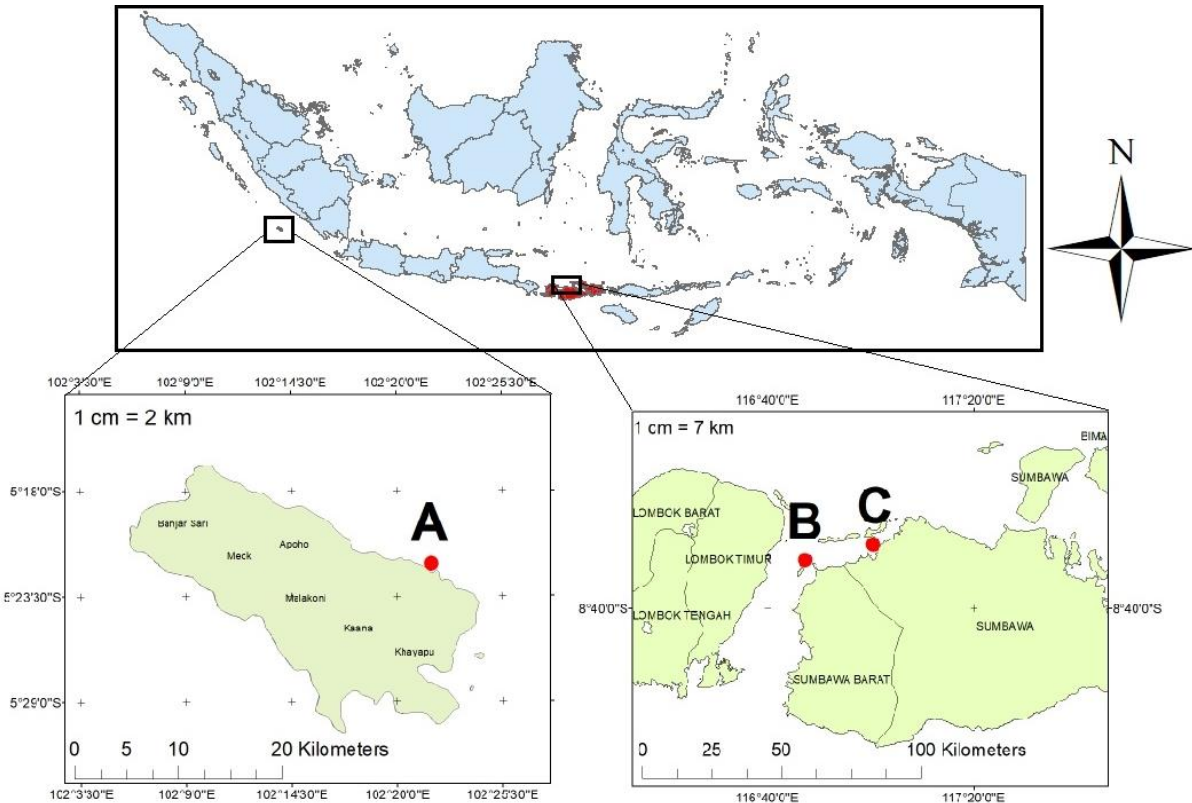 N
102°3'30"E 102°9'0"E 102°14'30"E 102°20'0"E 102°25'30"E
1 cm = 2 km
5°18'0"S
5°23'30"S
5°29'0"S
A
Banjar Sari
Meck
Apoho
Malakoni
Kaana
Khayapu
0 5 10 20 Kilometers
102°3'30"E 102°9'0"E 102°14'30"E 102°20'0"E 102°25'30"E
116°40'0"E 117°20'0"E
1 cm = 7 km
BIMA
SUMBAWA
LOMBOK BARAT
B
C
LOMBOK TIMUR
8°40'0"S
LOMBOK TENGAH
SUMBAWA
8°40'0"S
SUMBAWA BARAT
0 25 50 100 Kilometers
116°40'0"E 117°20'0"E